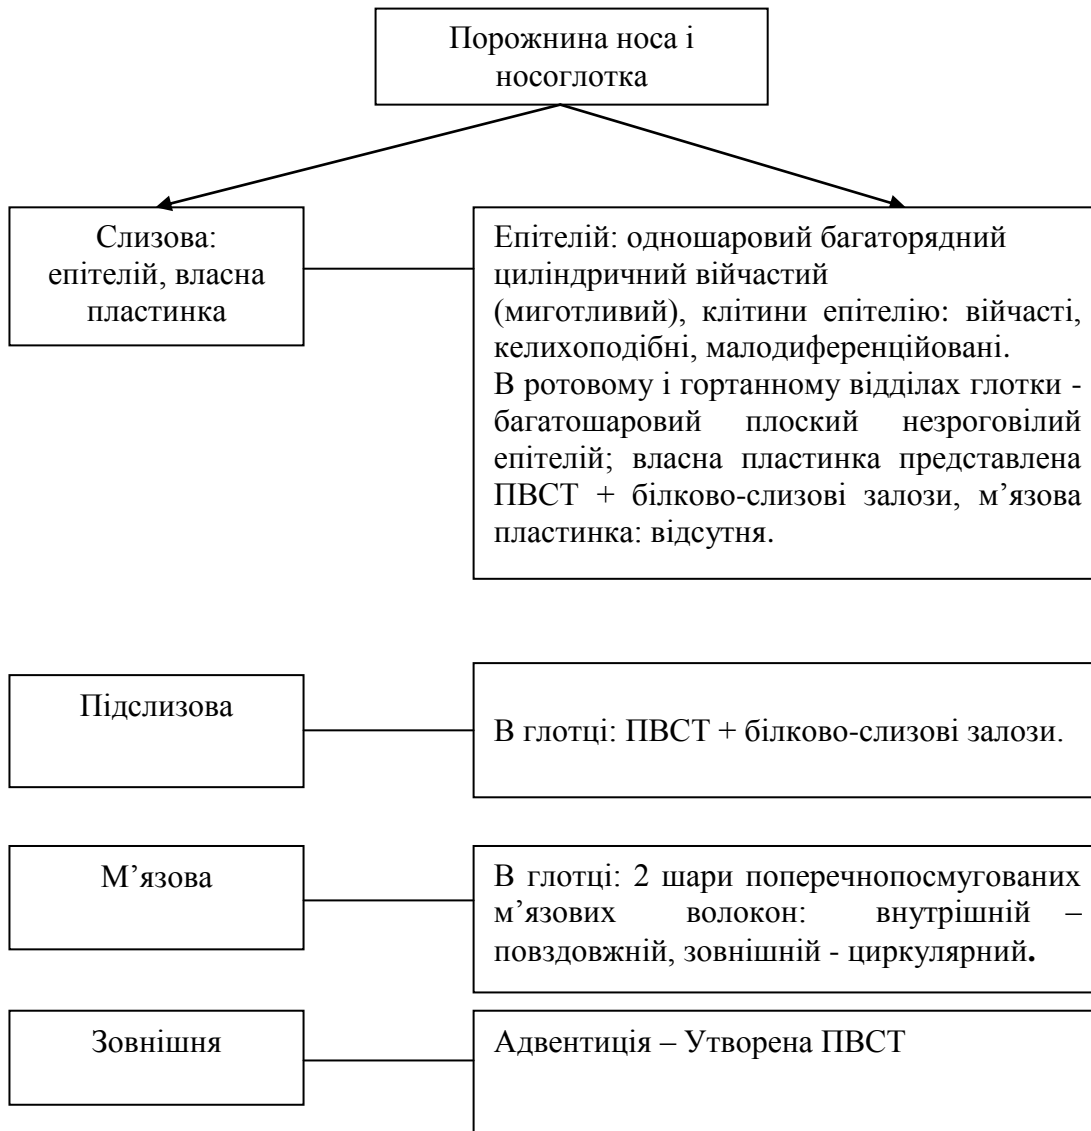 Порожнина носа і
носоглотка
Слизова:
епітелій, власна
пластинка
Епітелій: одношаровий багаторядний
циліндричний війчастий
(миготливий), клітини епітелію: війчасті,
келихоподібні, малодиференційовані.
В ротовому і гортанному відділах глотки -
багатошаровий плоский незроговілий
епітелій; власна пластинка представлена
ПВСТ + білково-слизові залози, м’язова
пластинка: відсутня.
Підслизова
В глотці: ПВСТ + білково-слизові залози.
М’язова
В глотці: 2 шари поперечнопосмугованих
м’язових волокон: внутрішній –
повздовжній, зовнішній - циркулярний.
Зовнішня
Адвентиція – Утворена ПВСТ